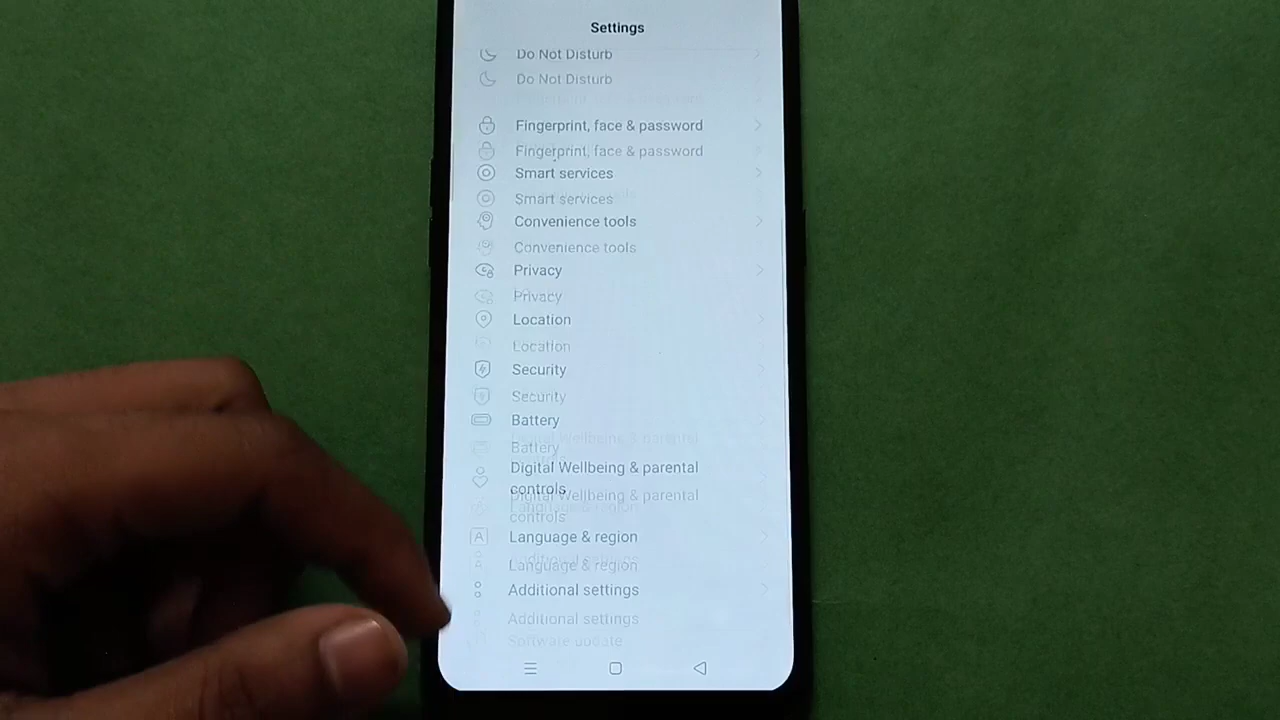 Settings
Do Not Disturb
Do Not Disturb
Fingerprint, face & password
Fingerprint, face & password
Smart services
Smart services
Convenience tools
Convenience tools
Privacy
Privacy
Location
Location
Security
Security
Battery
Battery
Digital Wellbeing & parental
controls
Digital Wellbeing & parental
controls
Language & region
Language & region
Additional settings
Additional settings
Software update